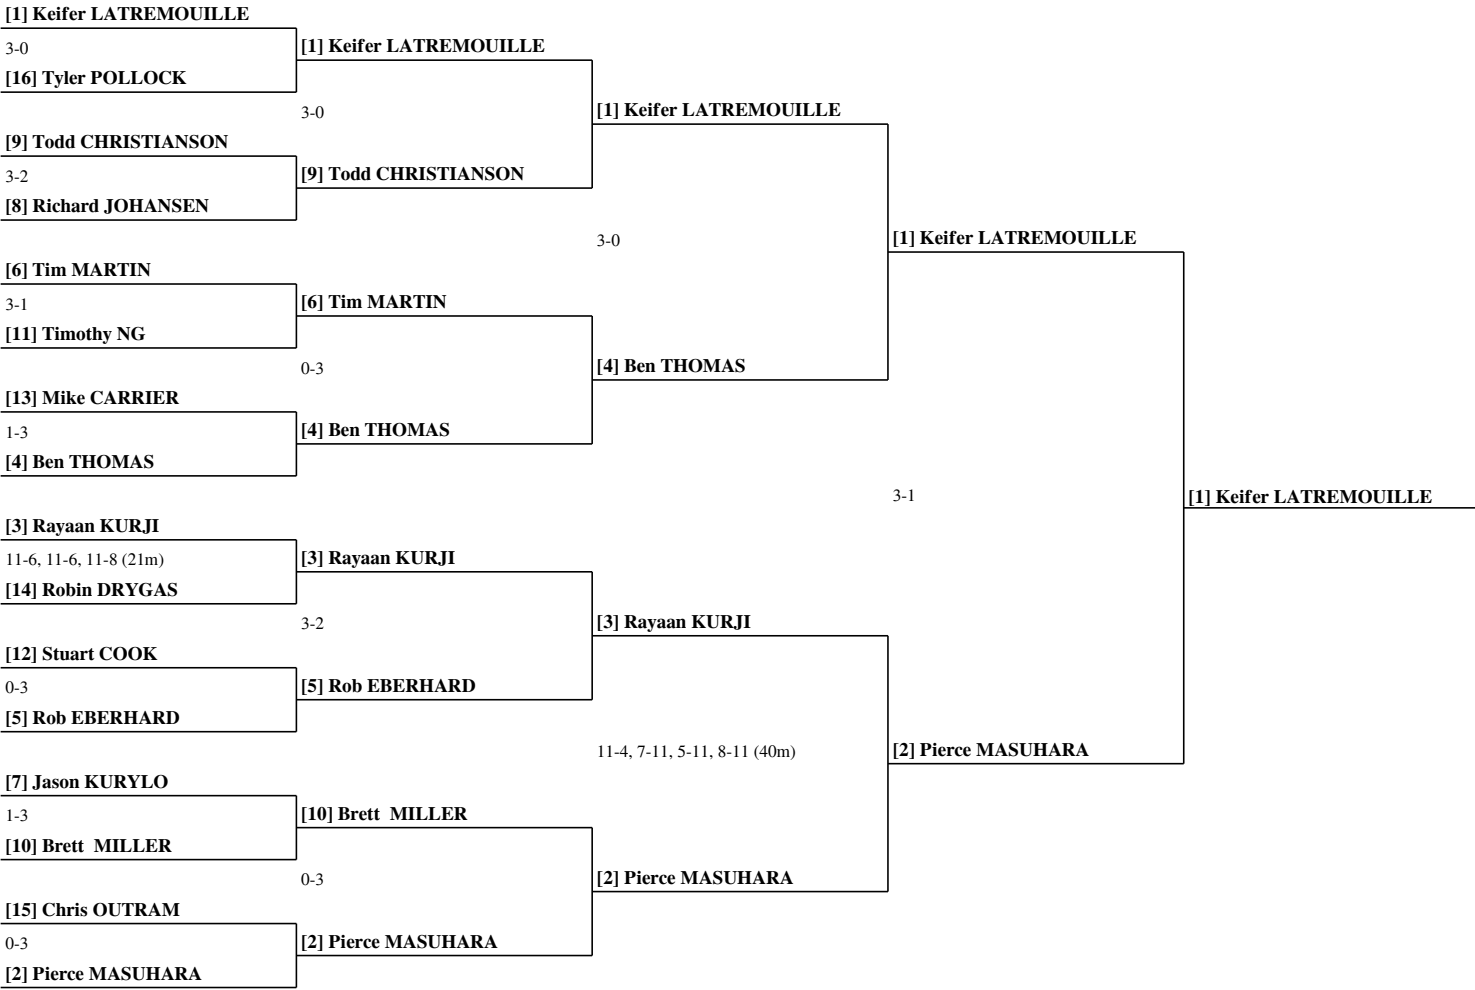 [1] Keifer LATREMOUILLE
3-0
[16] Tyler POLLOCK
[9] Todd CHRISTIANSON
3-2
[8] Richard JOHANSEN
[6] Tim MARTIN
3-1
[11] Timothy NG
[13] Mike CARRIER
1-3
[4] Ben THOMAS
[3] Rayaan KURJI
11-6, 11-6, 11-8 (21m)
[14] Robin DRYGAS
[12] Stuart COOK
0-3
[5] Rob EBERHARD
[7] Jason KURYLO
1-3
[10] Brett  MILLER
[15] Chris OUTRAM
0-3
[2] Pierce MASUHARA
[1] Keifer LATREMOUILLE
3-0
[9] Todd CHRISTIANSON
[6] Tim MARTIN
0-3
[4] Ben THOMAS
[3] Rayaan KURJI
3-2
[5] Rob EBERHARD
[10] Brett  MILLER
0-3
[2] Pierce MASUHARA
[1] Keifer LATREMOUILLE
3-0
[4] Ben THOMAS
[3] Rayaan KURJI
11-4, 7-11, 5-11, 8-11 (40m)
[2] Pierce MASUHARA
[1] Keifer LATREMOUILLE
3-1
[2] Pierce MASUHARA
[1] Keifer LATREMOUILLE